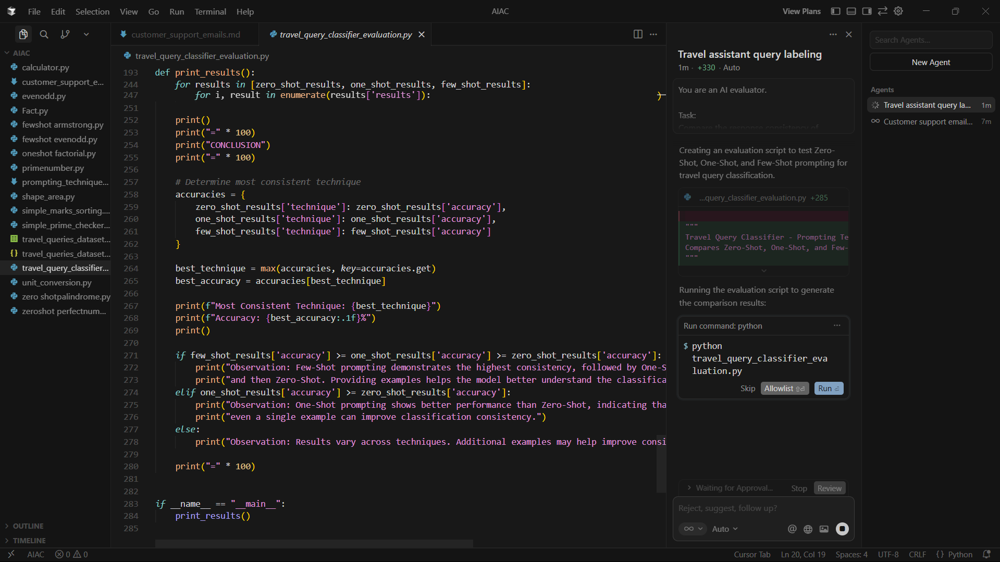 File Edit Selection View Go Run Terminal Help
AIAC
View Plans
customer_support_emails.md
travel_query_classifier_evaluation.py
AIAC
calculator.py
customer_support_e...
evenodd.py
Fact.py
fewshot armstrong.py
fewshot evenodd.py
oneshot factorial.py
primenumber.py
prompting_technique...
shape_area.py
simple_marks_sorting....
simple_prime_checker...
travel_queries_dataset...
{} travel_queries_dataset...
travel_query_classifier...
unit_conversion.py
zero shotpalindrome.py
zeroshot perfectnum...
OUTLINE
TIMELINE
travel_query_classifier_evaluation.py
193 def print_results():
244 for results in [zero_shot_results, one_shot_results, few_shot_results]:
247 for i, result in enumerate(results['results']):
251
252 print()
253 print("=" * 100)
254 print("CONCLUSION")
255 print("=" * 100)
256
257 # Determine most consistent technique
258 accuracies = {
259 zero_shot_results['technique']: zero_shot_results['accuracy'],
260 one_shot_results['technique']: one_shot_results['accuracy'],
261 few_shot_results['technique']: few_shot_results['accuracy']
262 }
263
264 best_technique = max(accuracies, key=accuracies.get)
265 best_accuracy = accuracies[best_technique]
266
267 print(f"Most Consistent Technique: {best_technique}")
268 print(f"Accuracy: {best_accuracy:.1f}%")
269 print()
270
271 if few_shot_results['accuracy'] >= one_shot_results['accuracy'] >= zero_shot_results['accuracy']:
272 print("Observation: Few-Shot prompting demonstrates the highest consistency, followed by One-S
273 print("and then Zero-Shot. Providing examples helps the model better understand the classifica
274 elif one_shot_results['accuracy'] >= zero_shot_results['accuracy']:
275 print("Observation: One-Shot prompting shows better performance than Zero-Shot, indicating tha
276 print("even a single example can improve classification consistency.")
277 else:
278 print("Observation: Results vary across techniques. Additional examples may help improve consi
279
280 print("=" * 100)
281
282
283 if __name__ == "__main__":
284 print_results()
285
Travel assistant query labeling
1m · +330 · Auto
You are an AI evaluator.
Task:
Compare the response consistency of
Creating an evaluation script to test Zero-
Shot, One-Shot, and Few-Shot prompting for
travel query classification.
...query_classifier_evaluation.py +285
"""
Travel Query Classifier - Prompting Te
Compares Zero-Shot, One-Shot, and Few-
"""
Running the evaluation script to generate
the comparison results:
Run command: python
$ python
travel_query_classifier_eva
luation.py
Skip Allowlist Run
Waiting for Approval... Stop Review
Reject, suggest, follow up?
Auto
Search Agents...
New Agent
Agents
Travel assistant query la... 1m
Customer support email... 7m
AIAC 0 0
Cursor Tab Ln 20, Col 19 Spaces: 4 UTF-8 CRLF {} Python